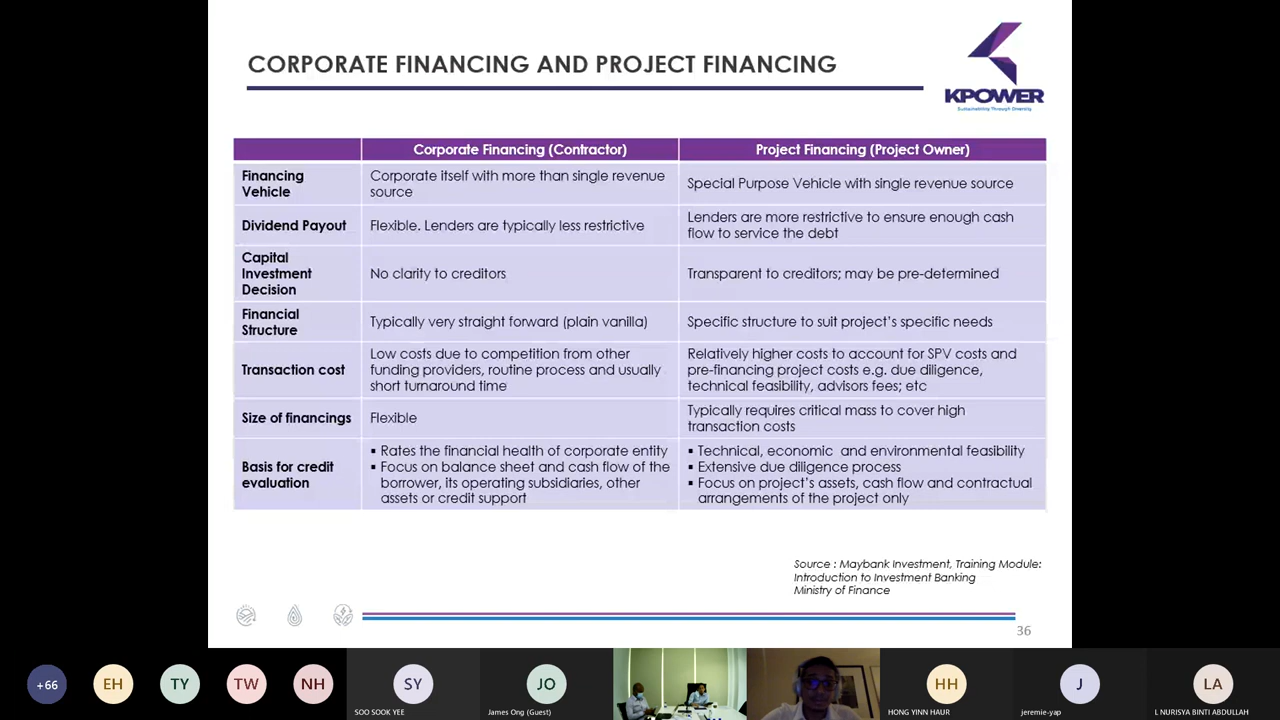 CORPORATE FINANCING AND PROJECT FINANCING
KPOWER
Sustainability Through Diversity
Corporate Financing (Contractor)
Project Financing (Project Owner)
Financing
Vehicle
Corporate itself with more than single revenue
source
Special Purpose Vehicle with single revenue source
Dividend Payout
Flexible. Lenders are typically less restrictive
Lenders are more restrictive to ensure enough cash
flow to service the debt
Capital
Investment
Decision
No clarity to creditors
Transparent to creditors; may be pre-determined
Financial
Structure
Typically very straight forward (plain vanilla)
Specific structure to suit project's specific needs
Transaction cost
Low costs due to competition from other
funding providers, routine process and usually
short turnaround time
Relatively higher costs to account for SPV costs and
pre-financing project costs e.g. due diligence,
technical feasibility, advisors fees; etc
Size of financings
Flexible
Typically requires critical mass to cover high
transaction costs
Basis for credit
evaluation
▪ Rates the financial health of corporate entity
▪ Focus on balance sheet and cash flow of the
borrower, its operating subsidiaries, other
assets or credit support
▪ Technical, economic and environmental feasibility
▪ Extensive due diligence process
▪ Focus on project's assets, cash flow and contractual
arrangements of the project only
Source : Maybank Investment, Training Module:
Introduction to Investment Banking
Ministry of Finance
36
+66
EH
TY
TW
NH
SY
SOO SOOK YEE
JO
James Ong (Guest)
HH
HONG YINN HAUR
J
jeremie-yap
LA
L NURISYA BINTI ABDULLAH